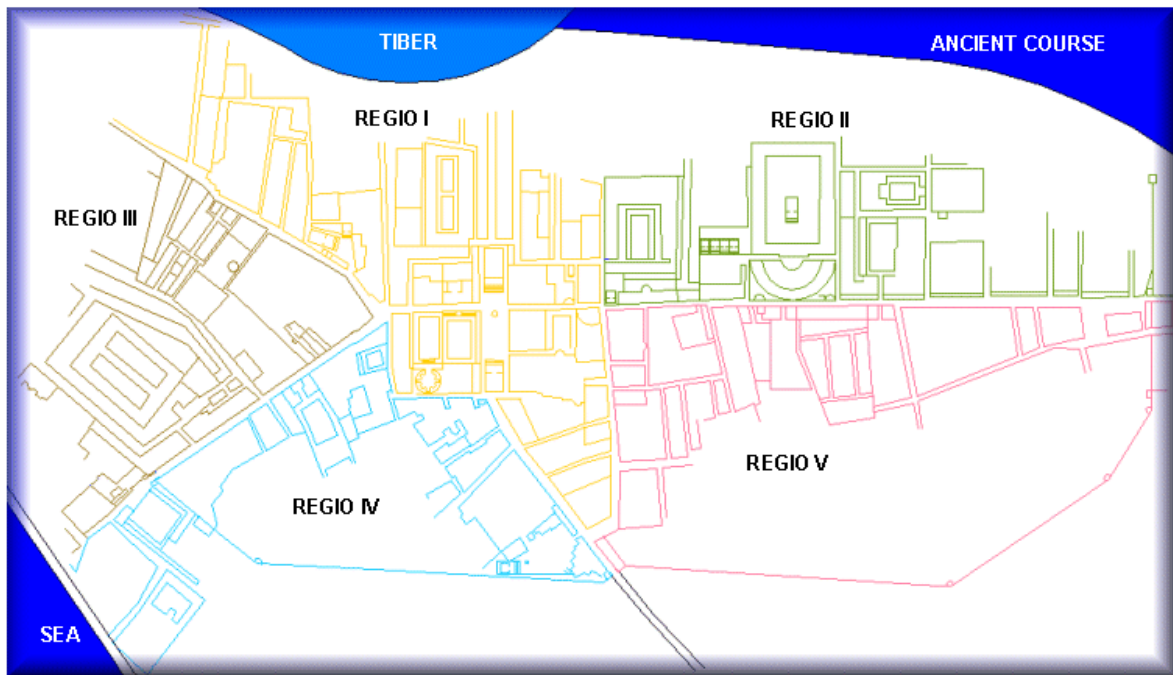 TIBER
ANCIENT COURSE
REGIO I
REGIO II
REGIO III
REGIO V
REGIO IV
SEA